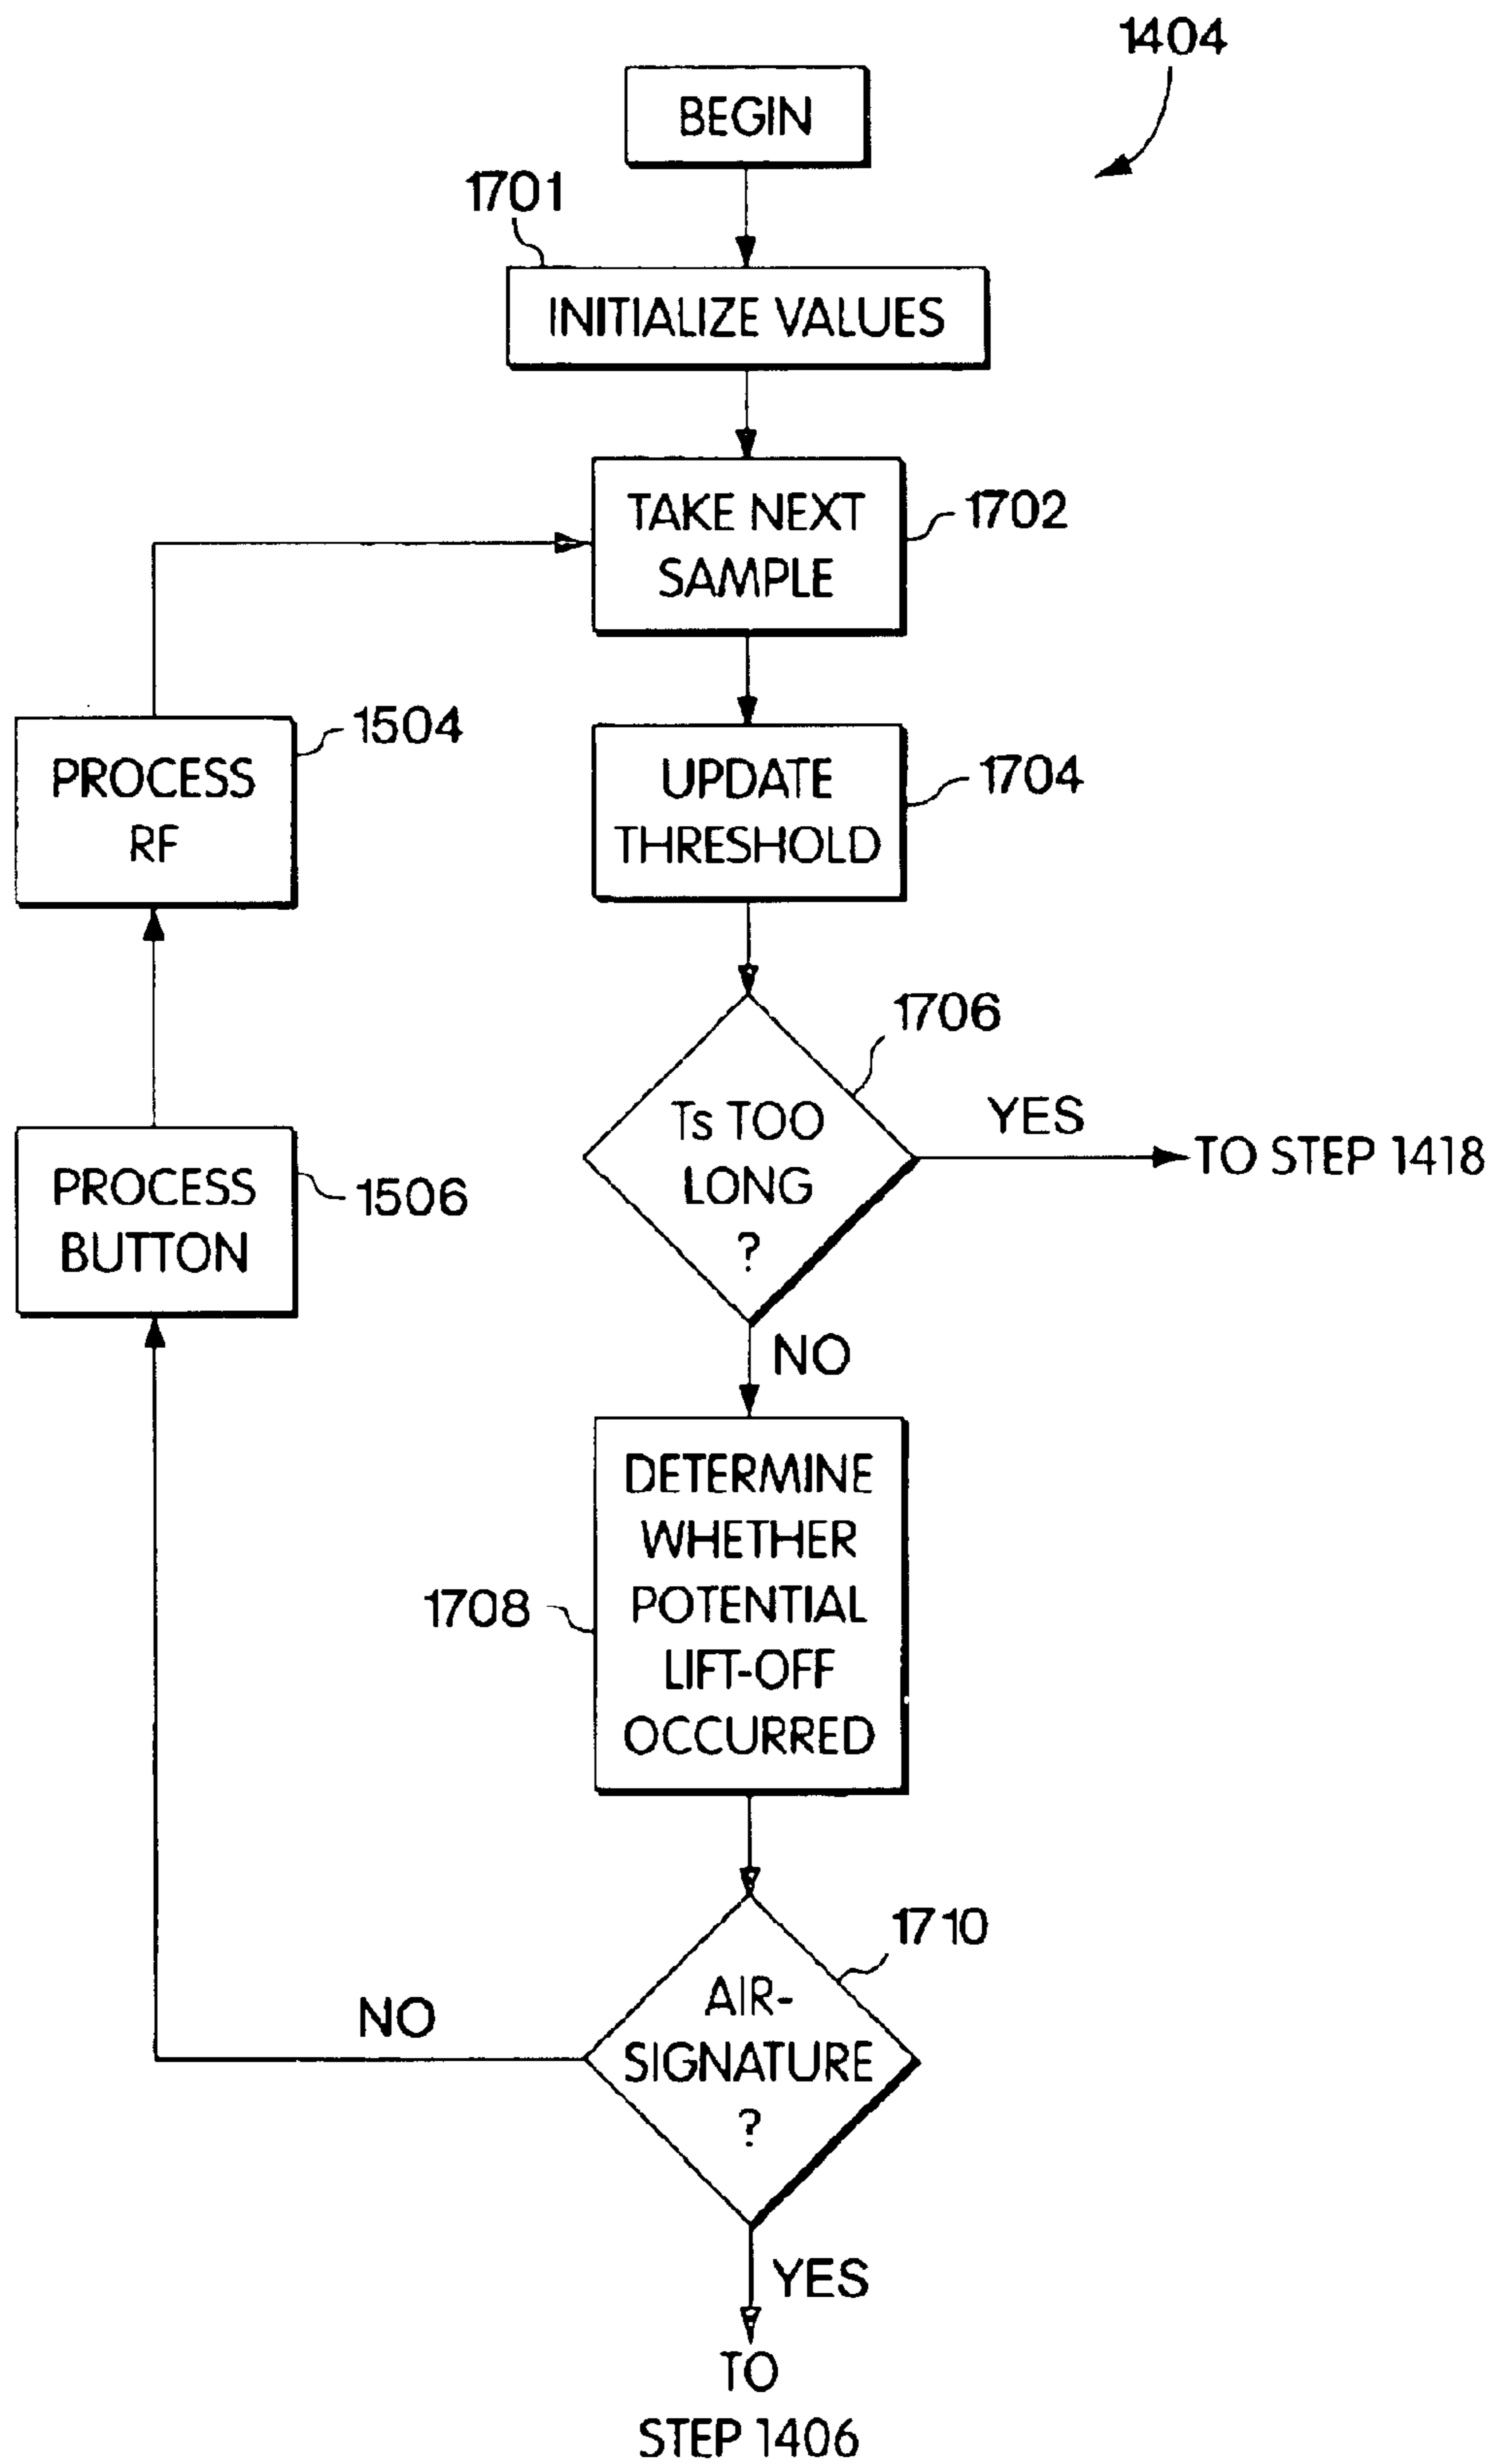 1404
BEGIN
1701
INITIALIZE VALUES
TAKE NEXT
SAMPLE
1702
PROCESS
RF
1504
UPDATE
THRESHOLD
1704
1706
Ts TOO
LONG
?
YES
TO STEP 1418
PROCESS
BUTTON
1506
NO
DETERMINE
WHETHER
POTENTIAL
LIFT-OFF
OCCURRED
1708
1710
AIR-
SIGNATURE
?
NO
YES
TO
STEP 1406